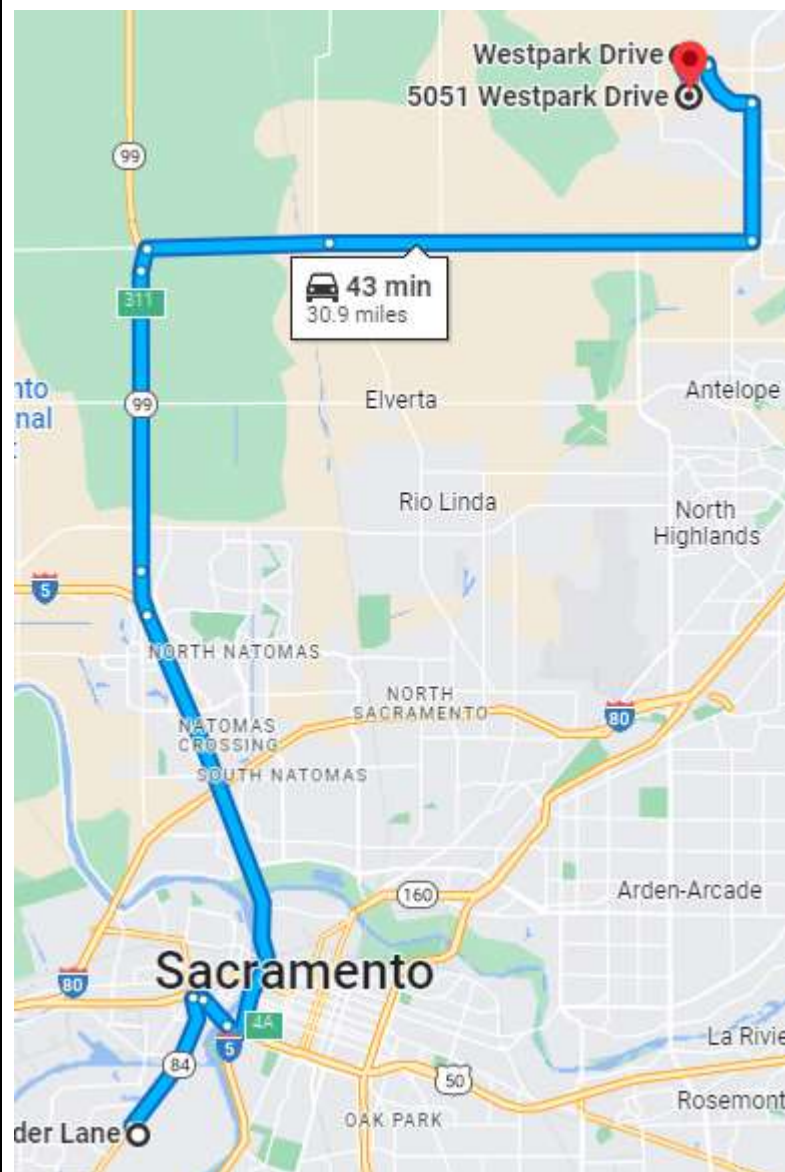 Westpark Drive
5051 Westpark Drive
99
311
43 min
30.9 miles
nto
nal
99
Elverta
Antelope
Rio Linda
North
Highlands
5
NORTH NATOMAS
NORTH
SACRAMENTO
80
NATOMAS
CROSSING
SOUTH NATOMAS
160
Arden-Arcade
Sacramento
80
4A
5
La Rivie
84
50
Rosemont
OAK PARK
der Lane